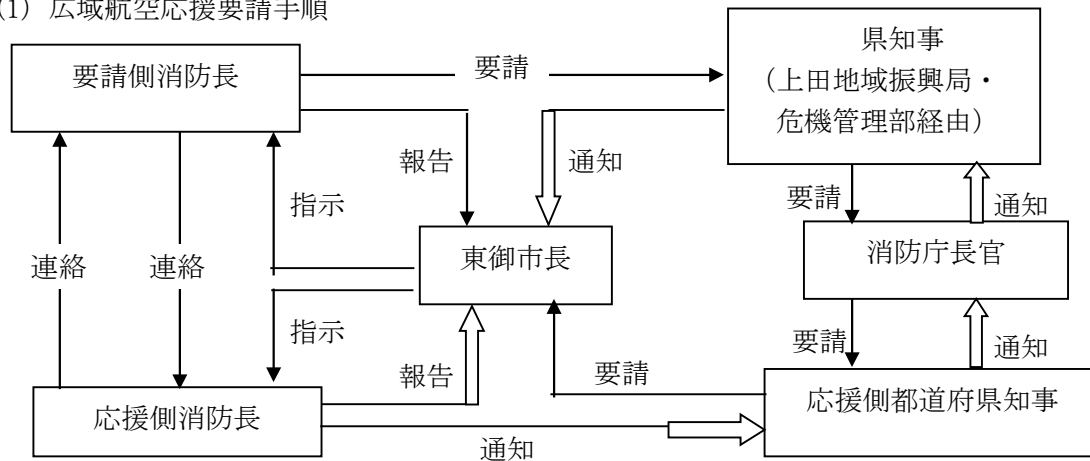 (1) 広域航空応援要請手順
要請側消防長
要請
県知事
（上田地域振興局・
危機管理部経由）
報告
通知
指示
要請
通知
連絡
連絡
東御市長
消防庁長官
指示
報告
要請
要請
通知
応援側消防長
通知
応援側都道府県知事